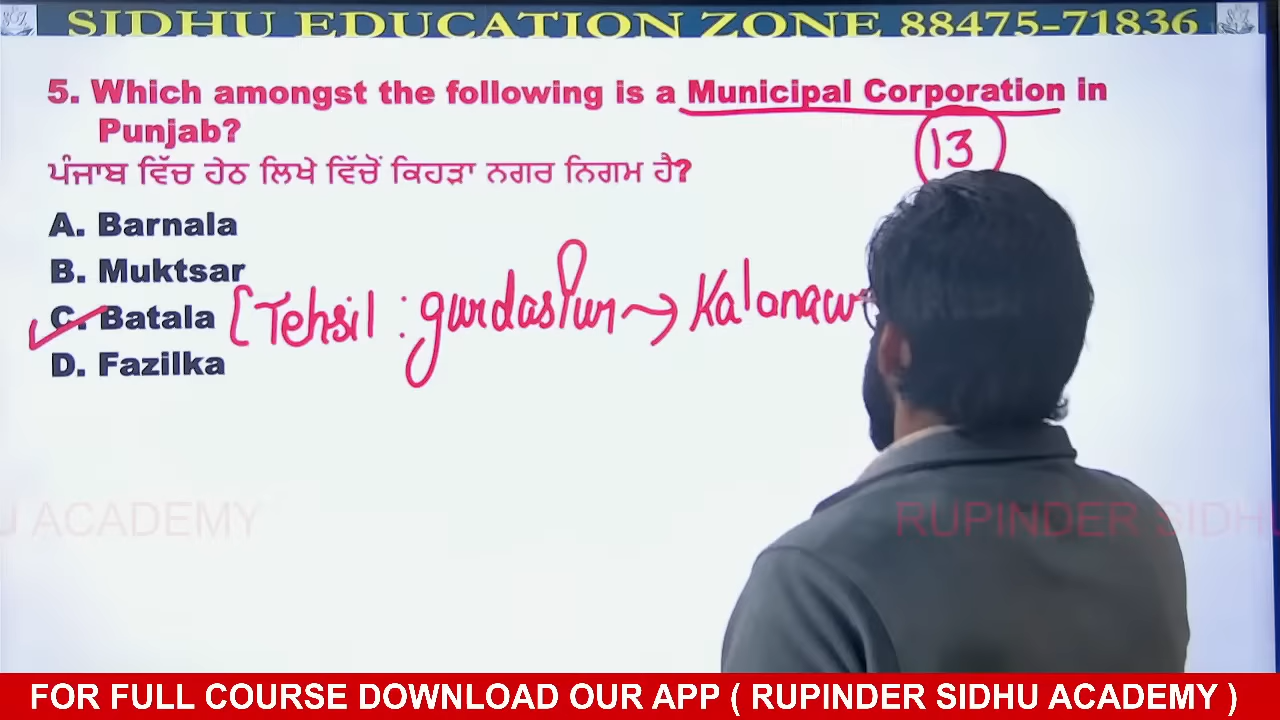 SIDHU EDUCATION ZONE 88475-71836
5. Which amongst the following is a Municipal Corporation in
Punjab?
13
ਪੰਜਾਬ ਵਿੱਚ ਹੇਠ ਲਿਖੇ ਵਿੱਚੋਂ ਕਿਹੜਾ ਨਗਰ ਨਿਗਮ ਹੈ?
A. Barnala
B. Muktsar
C. Batala [Tehsil : gurdaspur → Kalanaur
D. Fazilka
U ACADEMY RUPINDER SIDHU
FOR FULL COURSE DOWNLOAD OUR APP ( RUPINDER SIDHU ACADEMY )